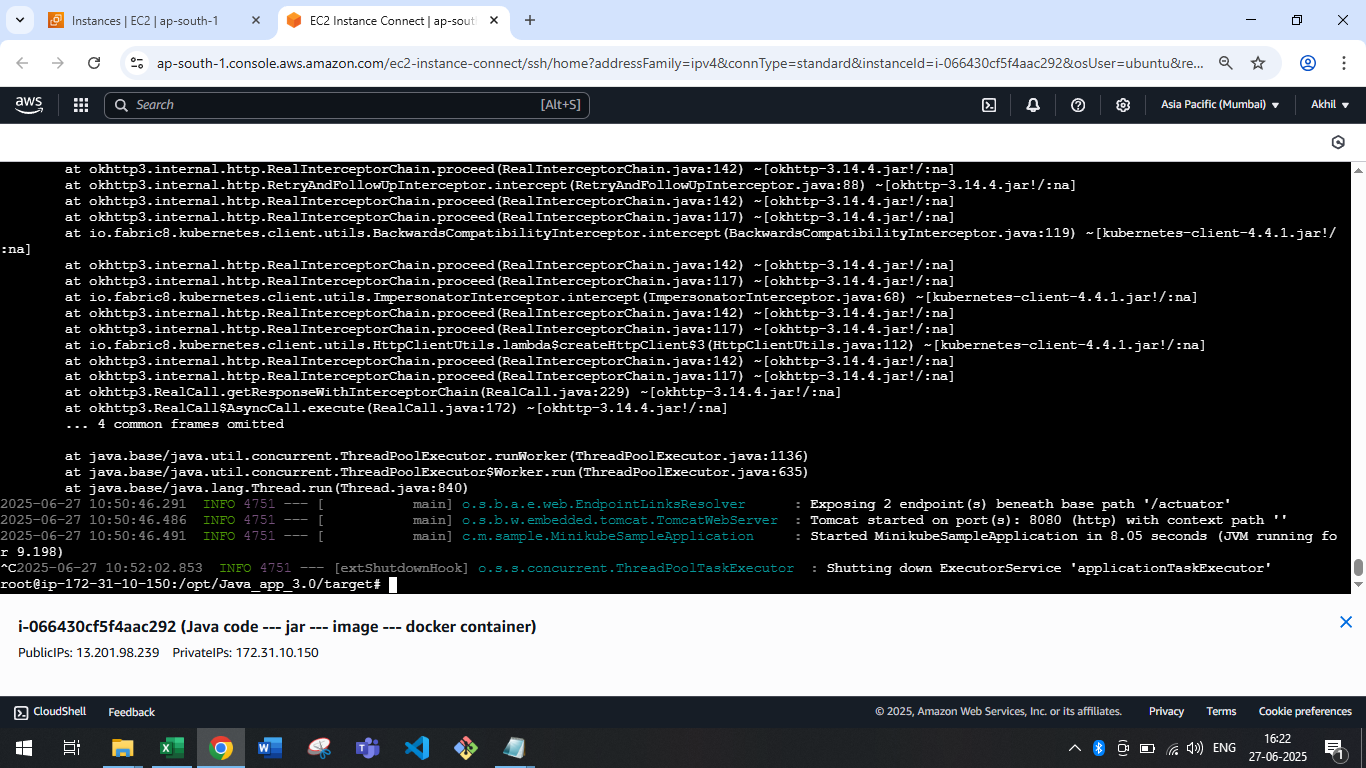 Instances | EC2 | ap-south-1
EC2 Instance Connect | ap-sout
ap-south-1.console.aws.amazon.com/ec2-instance-connect/ssh/home?addressFamily=ipv4&connType=standard&instanceId=i-066430cf5f4aac292&osUser=ubuntu&re...
aws
Search
[Alt+S]
Asia Pacific (Mumbai)
Akhil
at okhttp3.internal.http.RealInterceptorChain.proceed(RealInterceptorChain.java:142) ~[okhttp-3.14.4.jar!/:na]
at okhttp3.internal.http.RetryAndFollowUpInterceptor.intercept(RetryAndFollowUpInterceptor.java:88) ~[okhttp-3.14.4.jar!/:na]
at okhttp3.internal.http.RealInterceptorChain.proceed(RealInterceptorChain.java:142) ~[okhttp-3.14.4.jar!/:na]
at okhttp3.internal.http.RealInterceptorChain.proceed(RealInterceptorChain.java:117) ~[okhttp-3.14.4.jar!/:na]
at io.fabric8.kubernetes.client.utils.BackwardsCompatibilityInterceptor.intercept(BackwardsCompatibilityInterceptor.java:119) ~[kubernetes-client-4.4.1.jar!/
:na]
at okhttp3.internal.http.RealInterceptorChain.proceed(RealInterceptorChain.java:142) ~[okhttp-3.14.4.jar!/:na]
at okhttp3.internal.http.RealInterceptorChain.proceed(RealInterceptorChain.java:117) ~[okhttp-3.14.4.jar!/:na]
at io.fabric8.kubernetes.client.utils.ImpersonatorInterceptor.intercept(ImpersonatorInterceptor.java:68) ~[kubernetes-client-4.4.1.jar!/:na]
at okhttp3.internal.http.RealInterceptorChain.proceed(RealInterceptorChain.java:142) ~[okhttp-3.14.4.jar!/:na]
at okhttp3.internal.http.RealInterceptorChain.proceed(RealInterceptorChain.java:117) ~[okhttp-3.14.4.jar!/:na]
at io.fabric8.kubernetes.client.utils.HttpClientUtils.lambda$createHttpClient$3(HttpClientUtils.java:112) ~[kubernetes-client-4.4.1.jar!/:na]
at okhttp3.internal.http.RealInterceptorChain.proceed(RealInterceptorChain.java:142) ~[okhttp-3.14.4.jar!/:na]
at okhttp3.internal.http.RealInterceptorChain.proceed(RealInterceptorChain.java:117) ~[okhttp-3.14.4.jar!/:na]
at okhttp3.RealCall.getResponseWithInterceptorChain(RealCall.java:229) ~[okhttp-3.14.4.jar!/:na]
at okhttp3.RealCall$AsyncCall.execute(RealCall.java:172) ~[okhttp-3.14.4.jar!/:na]
... 4 common frames omitted
at java.base/java.util.concurrent.ThreadPoolExecutor.runWorker(ThreadPoolExecutor.java:1136)
at java.base/java.util.concurrent.ThreadPoolExecutor$Worker.run(ThreadPoolExecutor.java:635)
at java.base/java.lang.Thread.run(Thread.java:840)
2025-06-27 10:50:46.291  INFO 4751 --- [           main] o.s.b.a.e.web.EndpointLinksResolver      : Exposing 2 endpoint(s) beneath base path '/actuator'
2025-06-27 10:50:46.486  INFO 4751 --- [           main] o.s.b.w.embedded.tomcat.TomcatWebServer  : Tomcat started on port(s): 8080 (http) with context path ''
2025-06-27 10:50:46.491  INFO 4751 --- [           main] c.m.sample.MinikubeSampleApplication     : Started MinikubeSampleApplication in 8.05 seconds (JVM running fo
r 9.198)
^C2025-06-27 10:52:02.853  INFO 4751 --- [extShutdownHook] o.s.s.concurrent.ThreadPoolTaskExecutor  : Shutting down ExecutorService 'applicationTaskExecutor'
root@ip-172-31-10-150:/opt/Java_app_3.0/target#
i-066430cf5f4aac292 (Java code --- jar --- image --- docker container)
PublicIPs: 13.201.98.239 PrivateIPs: 172.31.10.150
CloudShell
Feedback
© 2025, Amazon Web Services, Inc. or its affiliates.
Privacy
Terms
Cookie preferences
ENG
16:22
27-06-2025
1